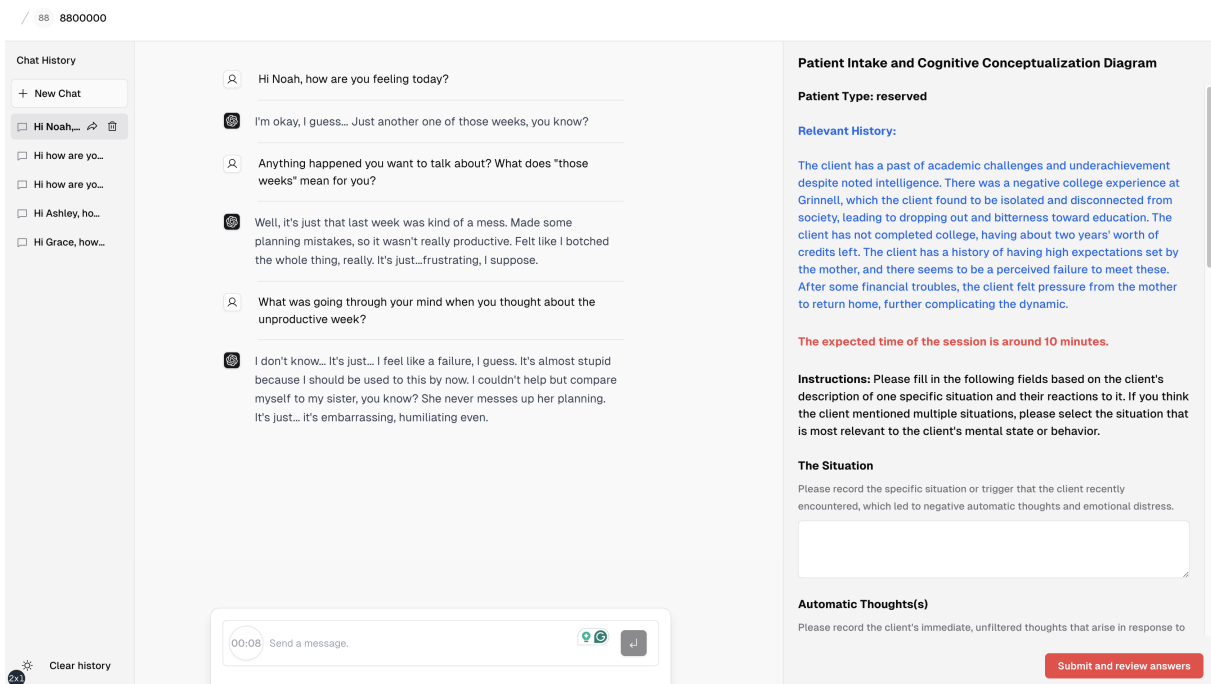 / 88 8800000
Chat History
+ New Chat
Hi Noah,...
Hi how are yo...
Hi how are yo...
Hi Ashley, ho...
Hi Grace, how...
Clear history
2x1
Hi Noah, how are you feeling today?
I'm okay, I guess... Just another one of those weeks, you know?
Anything happened you want to talk about? What does "those
weeks" mean for you?
Well, it's just that last week was kind of a mess. Made some
planning mistakes, so it wasn't really productive. Felt like I botched
the whole thing, really. It's just...frustrating, I suppose.
What was going through your mind when you thought about the
unproductive week?
I don't know... It's just... I feel like a failure, I guess. It's almost stupid
because I should be used to this by now. I couldn't help but compare
myself to my sister, you know? She never messes up her planning.
It's just... it's embarrassing, humiliating even.
00:08 Send a message.
Patient Intake and Cognitive Conceptualization Diagram
Patient Type: reserved
Relevant History:
The client has a past of academic challenges and underachievement
despite noted intelligence. There was a negative college experience at
Grinnell, which the client found to be isolated and disconnected from
society, leading to dropping out and bitterness toward education. The
client has not completed college, having about two years' worth of
credits left. The client has a history of having high expectations set by
the mother, and there seems to be a perceived failure to meet these.
After some financial troubles, the client felt pressure from the mother
to return home, further complicating the dynamic.
The expected time of the session is around 10 minutes.
Instructions: Please fill in the following fields based on the client's
description of one specific situation and their reactions to it. If you think
the client mentioned multiple situations, please select the situation that
is most relevant to the client's mental state or behavior.
The Situation
Please record the specific situation or trigger that the client recently
encountered, which led to negative automatic thoughts and emotional distress.
Automatic Thoughts(s)
Please record the client's immediate, unfiltered thoughts that arise in response to
Submit and review answers